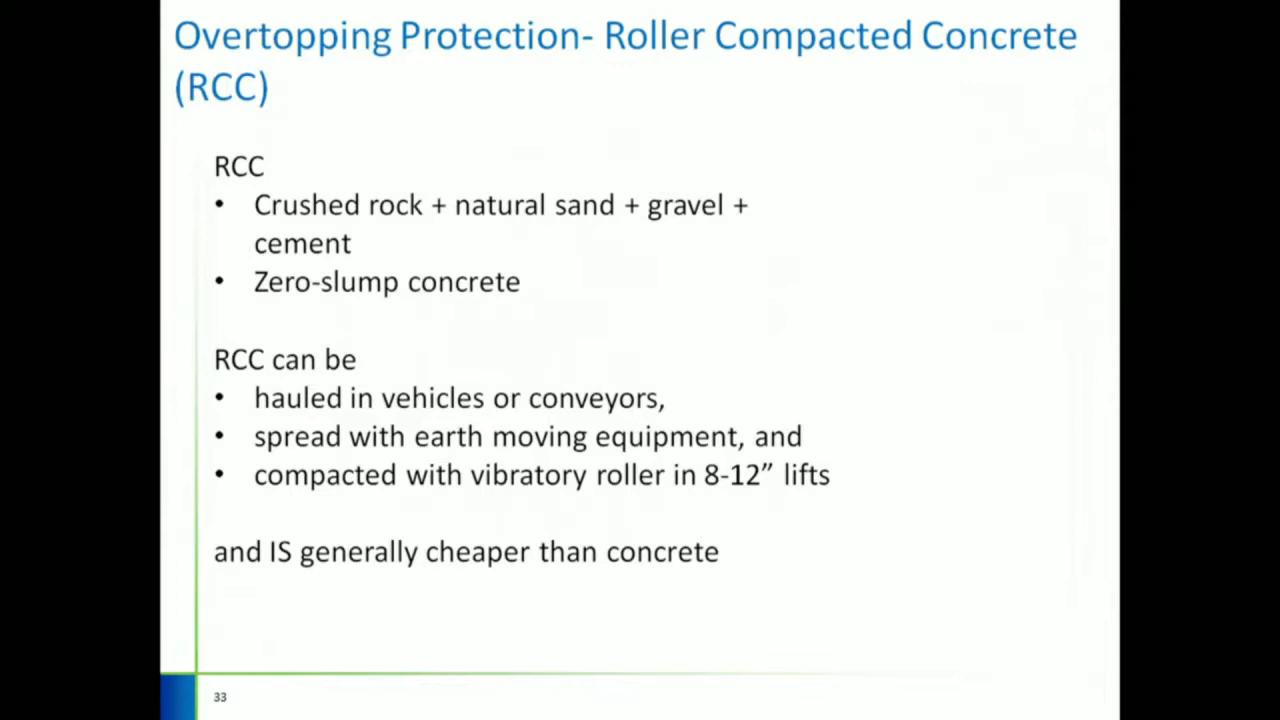 Overtopping Protection- Roller Compacted Concrete
(RCC)
RCC
• Crushed rock + natural sand + gravel +
cement
• Zero-slump concrete
RCC can be
• hauled in vehicles or conveyors,
• spread with earth moving equipment, and
• compacted with vibratory roller in 8-12” lifts
and IS generally cheaper than concrete
33